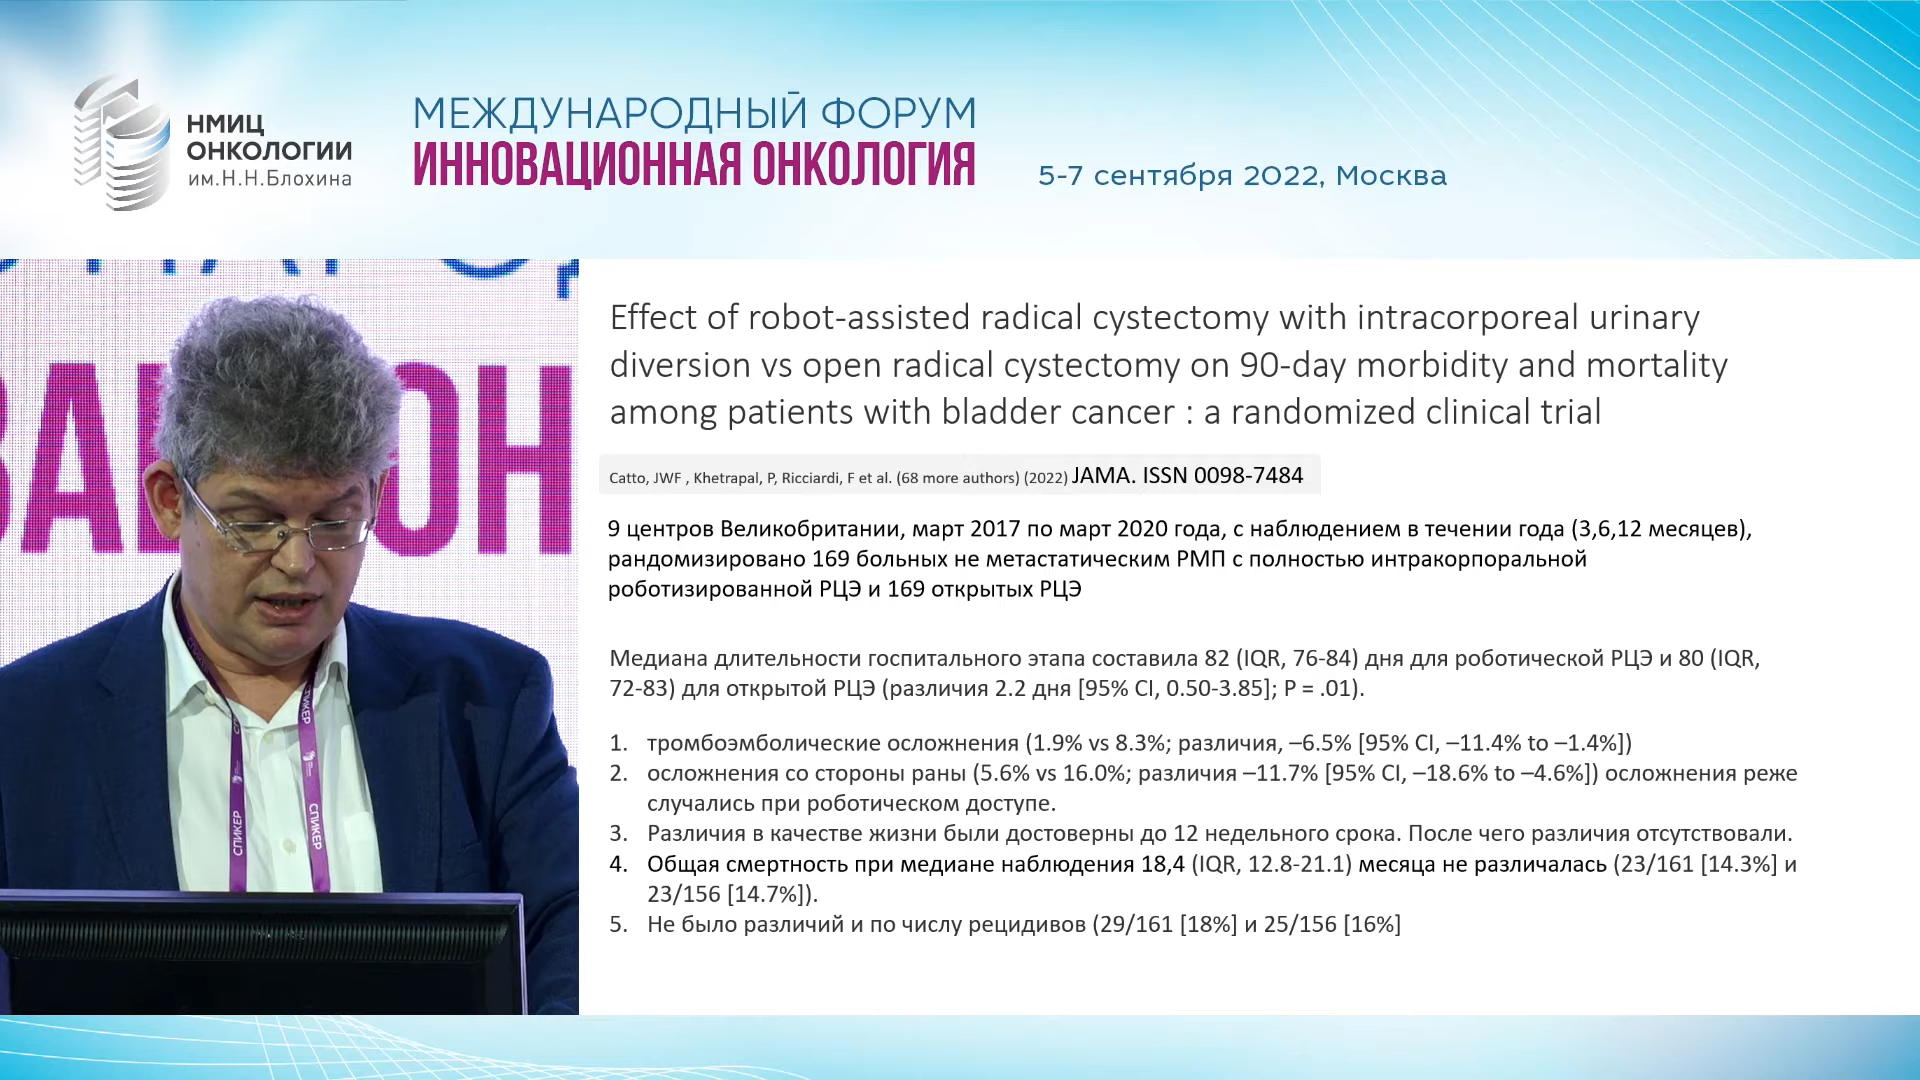 НМИЦ
ОНКОЛОГИИ
им.Н.Н.Блохина
МЕЖДУНАРОДНЫЙ ФОРУМ
ИННОВАЦИОННАЯ ОНКОЛОГИЯ
5-7 сентября 2022, Москва
СПИКЕР
СПИКЕР
Effect of robot-assisted radical cystectomy with intracorporeal urinary
diversion vs open radical cystectomy on 90-day morbidity and mortality
among patients with bladder cancer : a randomized clinical trial
Catto, JWF , Khetrapal, P, Ricciardi, F et al. (68 more authors) (2022) JAMA. ISSN 0098-7484
9 центров Великобритании, март 2017 по март 2020 года, с наблюдением в течении года (3,6,12 месяцев),
рандомизировано 169 больных не метастатическим РМП с полностью интракорпоральной
роботизированной РЦЭ и 169 открытых РЦЭ
Медиана длительности госпитального этапа составила 82 (IQR, 76-84) дня для роботической РЦЭ и 80 (IQR,
72-83) для открытой РЦЭ (различия 2.2 дня [95% CI, 0.50-3.85]; P = .01).
1. тромбоэмболические осложнения (1.9% vs 8.3%; различия, –6.5% [95% CI, –11.4% to –1.4%])
2. осложнения со стороны раны (5.6% vs 16.0%; различия –11.7% [95% CI, –18.6% to –4.6%]) осложнения реже
случались при роботическом доступе.
3. Различия в качестве жизни были достоверны до 12 недельного срока. После чего различия отсутствовали.
4. Общая смертность при медиане наблюдения 18,4 (IQR, 12.8-21.1) месяца не различалась (23/161 [14.3%] и
23/156 [14.7%]).
5. Не было различий и по числу рецидивов (29/161 [18%] и 25/156 [16%]